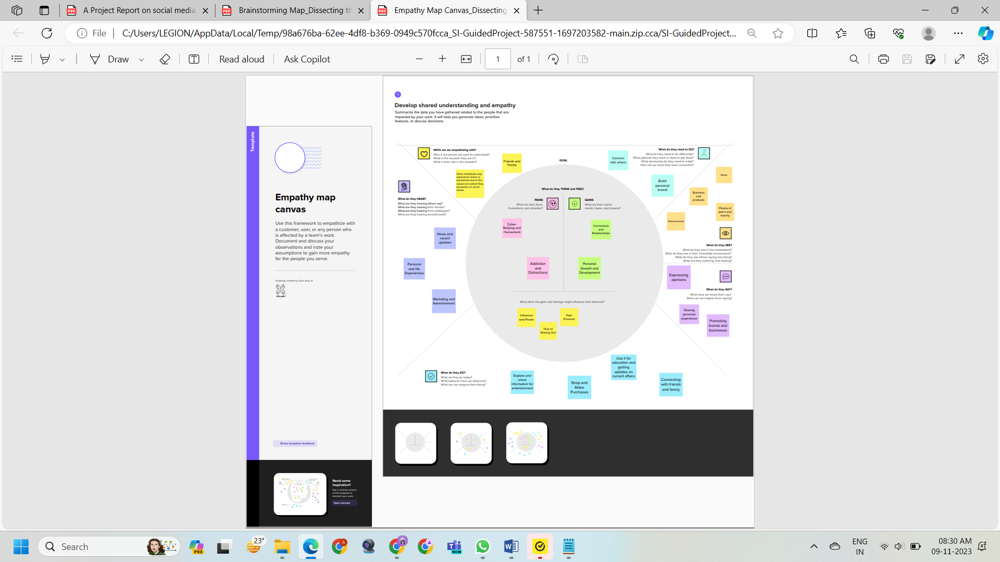 A Project Report on social media
Brainstorming Map_Dissecting th
Empathy Map Canvas_Dissecting
File
C:/Users/LEGION/AppData/Local/Temp/98a676ba-62ee-4df8-b369-0949c570fcca_SI-GuidedProject-587551-1697203582-main.zip.cca/SI-GuidedProject...
Draw
Read aloud
Ask Copilot
1
of 1
Template
Empathy map
canvas
Use this framework to empathize with
a customer, user, or any person who
is affected by a team's work.
Document and discuss your
observations and note your
assumptions to gain more empathy
for the people you serve.
Originally created by Dave Gray at
XPLANE
Share template feedback
Need some
inspiration?
See a finished version
of this template to
kickstart your work.
Open example
Develop shared understanding and empathy
Summarize the data you have gathered related to the people that are
impacted by your work. It will help you generate ideas, prioritize
features, or discuss decisions.
WHO are we empathizing with?
Who is the person we want to understand?
What is the situation they are in?
What is their role in the situation?
Friends and
Family
Some individuals may
experience stress or
overwhelm due to the
volume of content they
encounter on social
media.
GOAL
Connect
with others
What do they need to DO?
What do they need to do differently?
What job(s) do they want or need to get done?
What decision(s) do they need to make?
How will we know they were successful?
Build
personal
brand
News
Business
and
products
Photos of
peers and
faamily
Entertainment
What do they SEE?
What do they see in the marketplace?
What do they see in their immediate environment?
What do they see others saying and doing?
What are they watching and reading?
What do they HEAR?
What are they hearing others say?
What are they hearing from friends?
What are they hearing from colleagues?
What are they hearing second-hand?
News and
recent
updates
Personal
and life
Experiences
Marketing and
Advertisement
What do they THINK and FEEL?
PAINS
What are their fears,
frustrations, and anxieties?
GAINS
What are their wants,
needs, hopes, and dreams?
Cyber-
Bullying and
Harrasment
Connection
and
Relationships
Addiction
and
Distractions
Personal
Growth and
Development
What other thoughts and feelings might influence their behavior?
Influence
and Power
Peer
Pressure
Fear of
Missing Out
Expressing
opinions
What do they SAY?
What have we heard them say?
What can we imagine them saying?
Sharing
personal
experience
Promoting
brands and
businesses
What do they DO?
What do they do today?
What behavior have we observed?
What can we imagine them doing?
Explore and
share
information for
entertainment
Shop and
Make
Purchases
Use it for
education and
getting
updates on
current affairs
Connecting
with friends
and family
Search
PRE
23°
NEW
ENG
IN
08:30 AM
09-11-2023